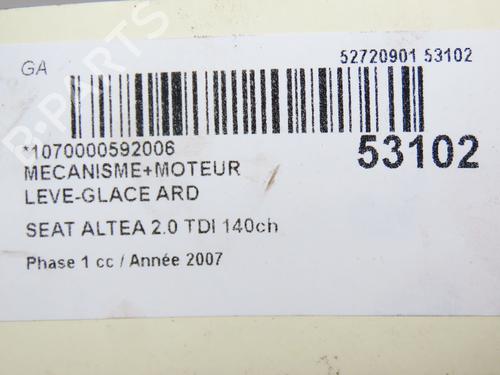 GA
52720901 53102
*1070000592006
53102
MECANISME+MOTEUR
LEVE-GLACE ARD
SEAT ALTEA 2.0 TDI 140ch
Phase 1 cc / Année 2007
B-PARTS